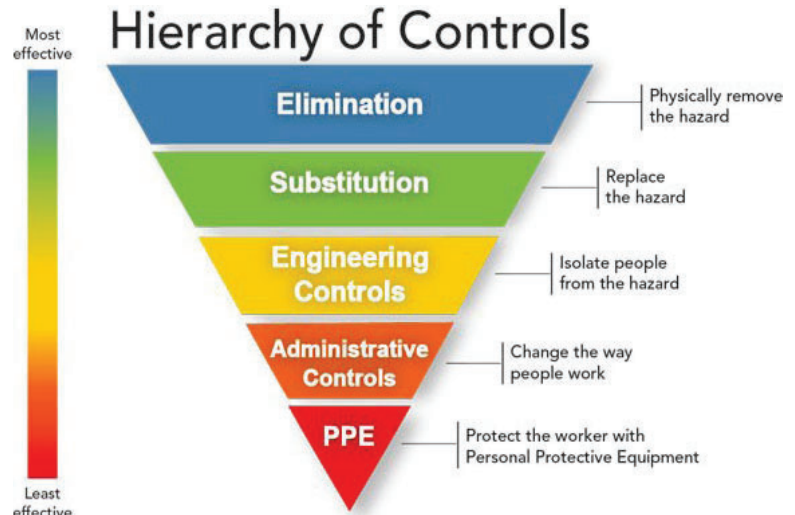 Hierarchy of Controls
Most
effective
Elimination
Physically remove
the hazard
Substitution
Replace
the hazard
Engineering
Controls
Isolate people
from the hazard
Administrative
Controls
Change the way
people work
PPE
Protect the worker with
Personal Protective Equipment
Least
effective